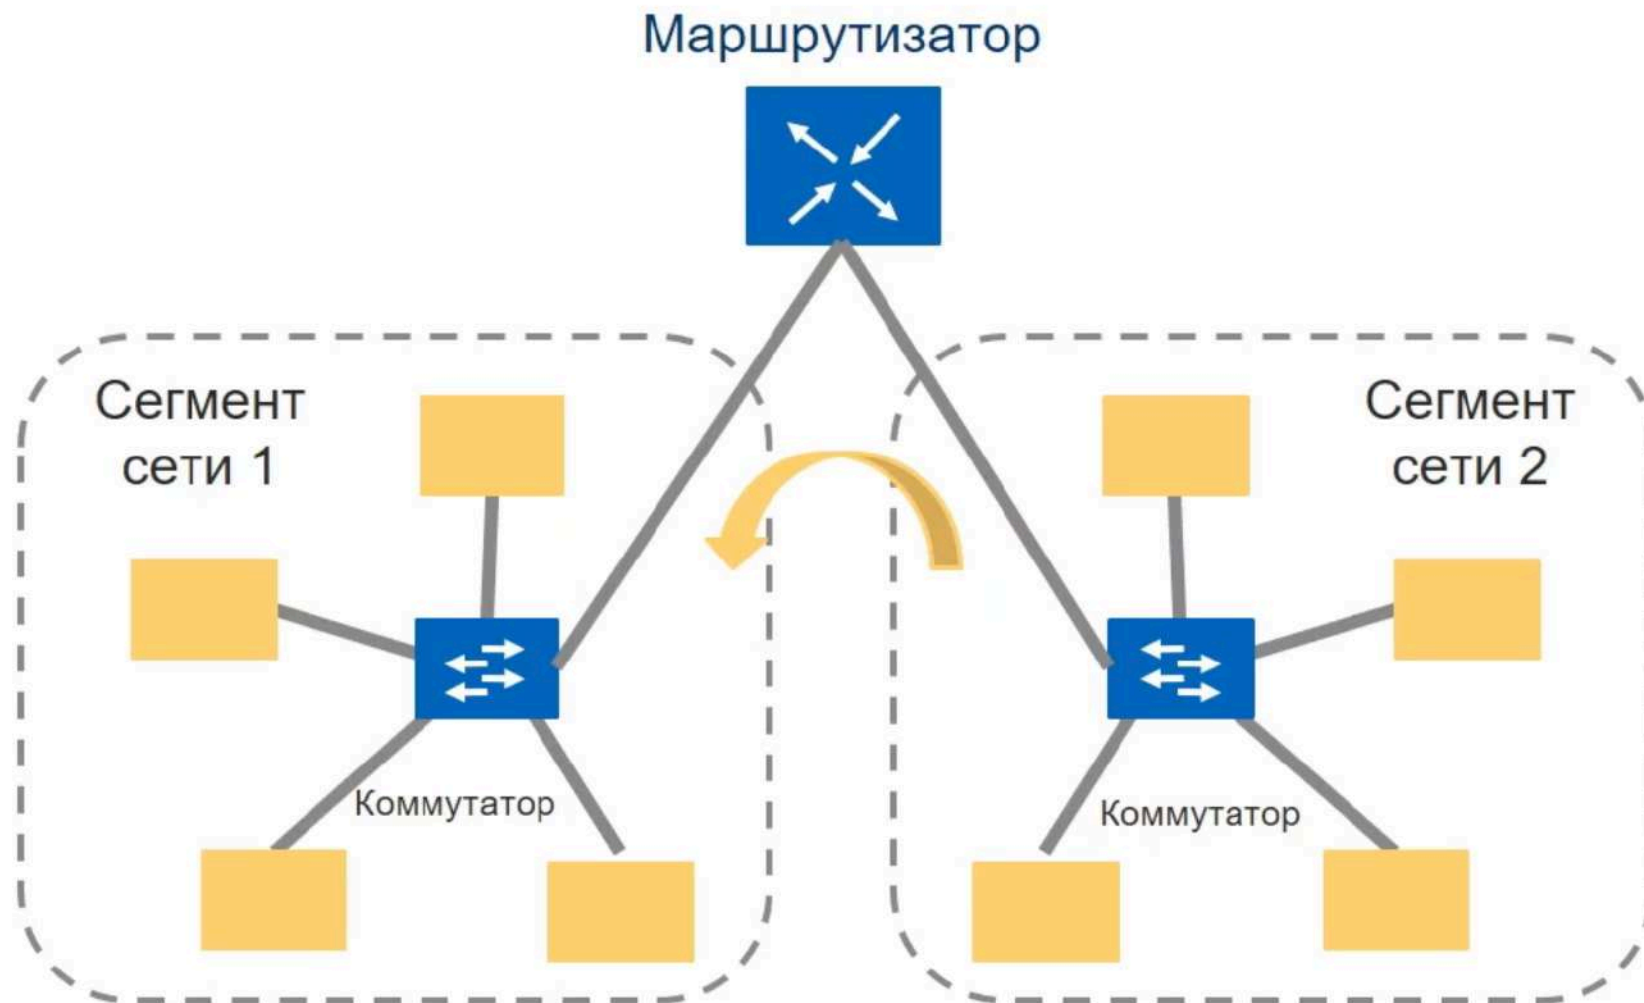 Маршрутизатор
Сегмент
сети 1
Сегмент
сети 2
Коммутатор
Коммутатор